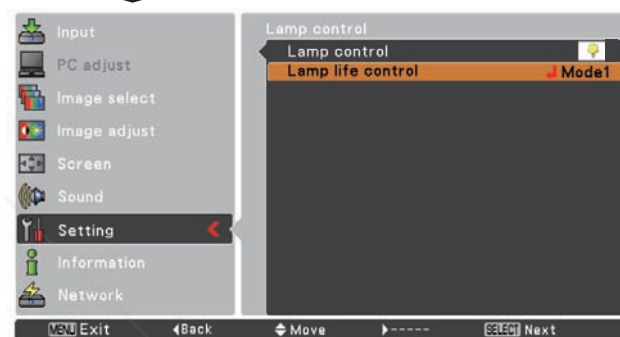 Input
PC adjust
Image select
Image adjust
Screen
Sound
Setting
Information
Network
Lamp control
Lamp control
Lamp life control Mode1
MENU Exit Back Move ----- SELECT Next